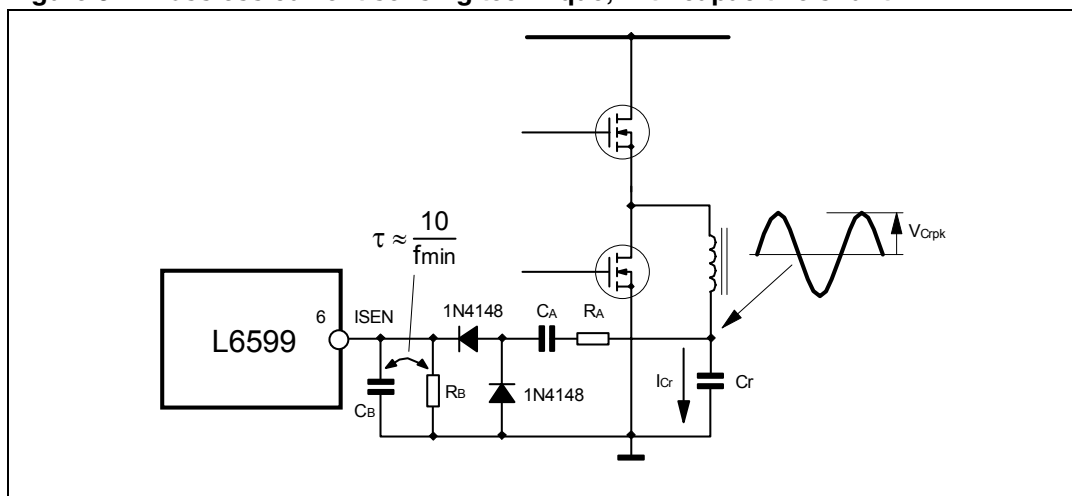 10
τ ≈
fmin
VCrpk
1N4148
CA
RA
6
ISEN
L6599
RB
1N4148
CB
ICr
Cr